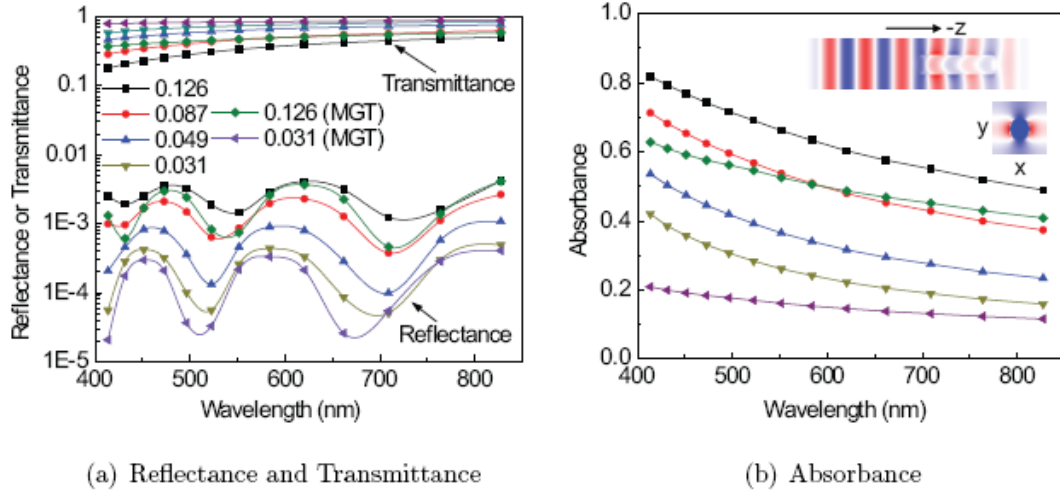 Reflectance or Transmittance
1
0.1
0.01
1E-3
1E-4
1E-5
Transmittance
0.126
0.087
0.049
0.031
0.126 (MGT)
0.031 (MGT)
Reflectance
400 500 600 700 800
Wavelength (nm)
(a) Reflectance and Transmittance
Absorbance
1.0
0.8
0.6
0.4
0.2
0.0
-z
y
x
400 500 600 700 800
Wavelength (nm)
(b) Absorbance